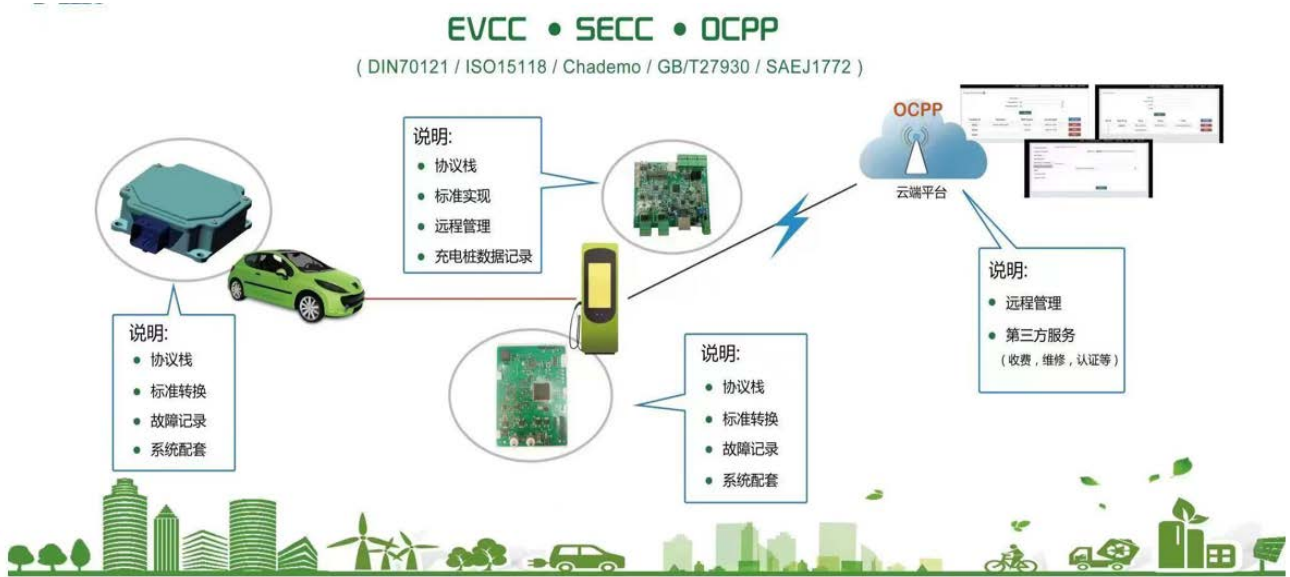 EVCC • SECC • OCPP
( DIN70121 / ISO15118 / Chademo / GB/T27930 / SAEJ1772 )
说明:
• 协议栈
• 标准实现
• 远程管理
• 充电桩数据记录
OCPP
云端平台
说明:
• 远程管理
• 第三方服务
（收费，维修，认证等）
说明:
• 协议栈
• 标准转换
• 故障记录
• 系统配套
说明:
• 协议栈
• 标准转换
• 故障记录
• 系统配套